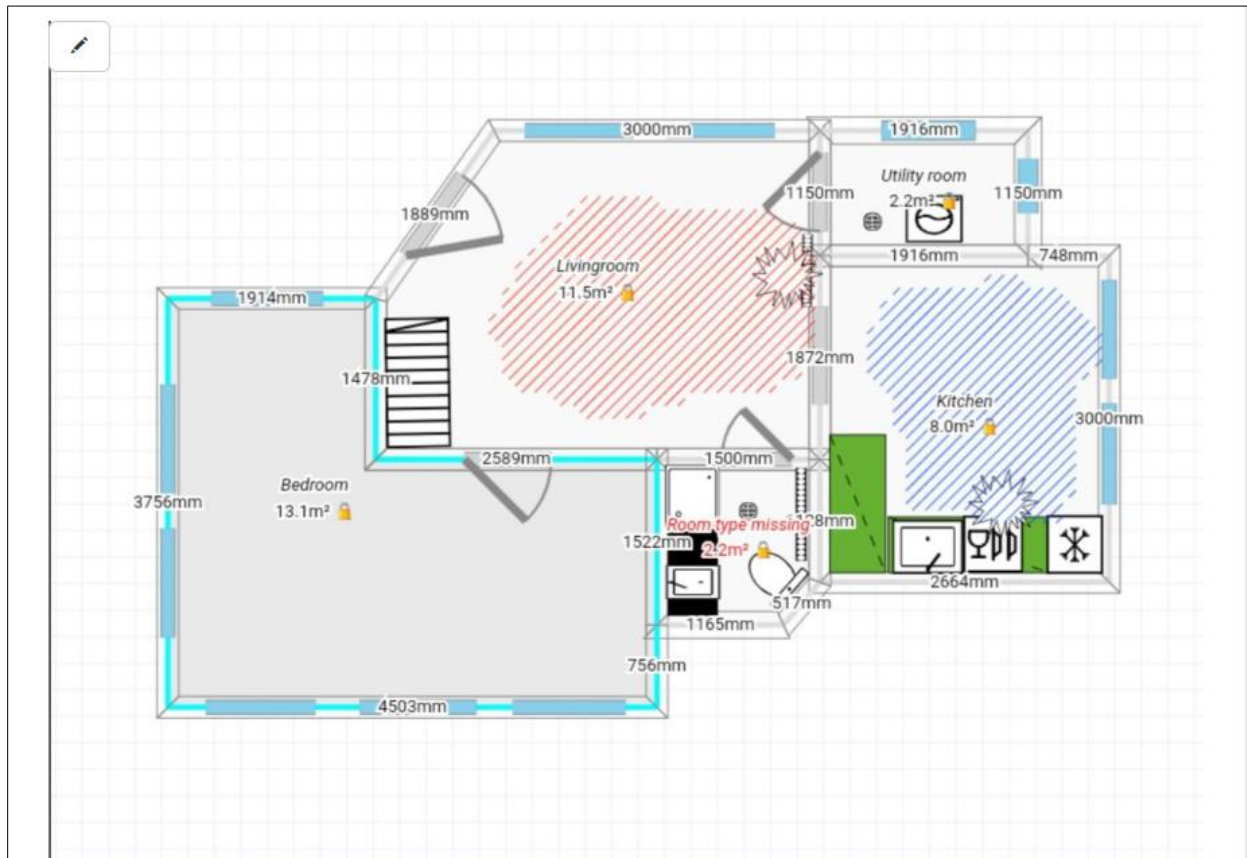 3000mm
1916mm
Utility room
2.2m²
1150mm
1150mm
1889mm
1916mm
748mm
Livingroom
11.5m²
1914mm
1872mm
1478mm
Kitchen
8.0m²
3000mm
2589mm
1500mm
Bedroom
13.1m²
3756mm
Room type missing
2.2m²
1522mm
2664mm
517mm
1165mm
756mm
4503mm